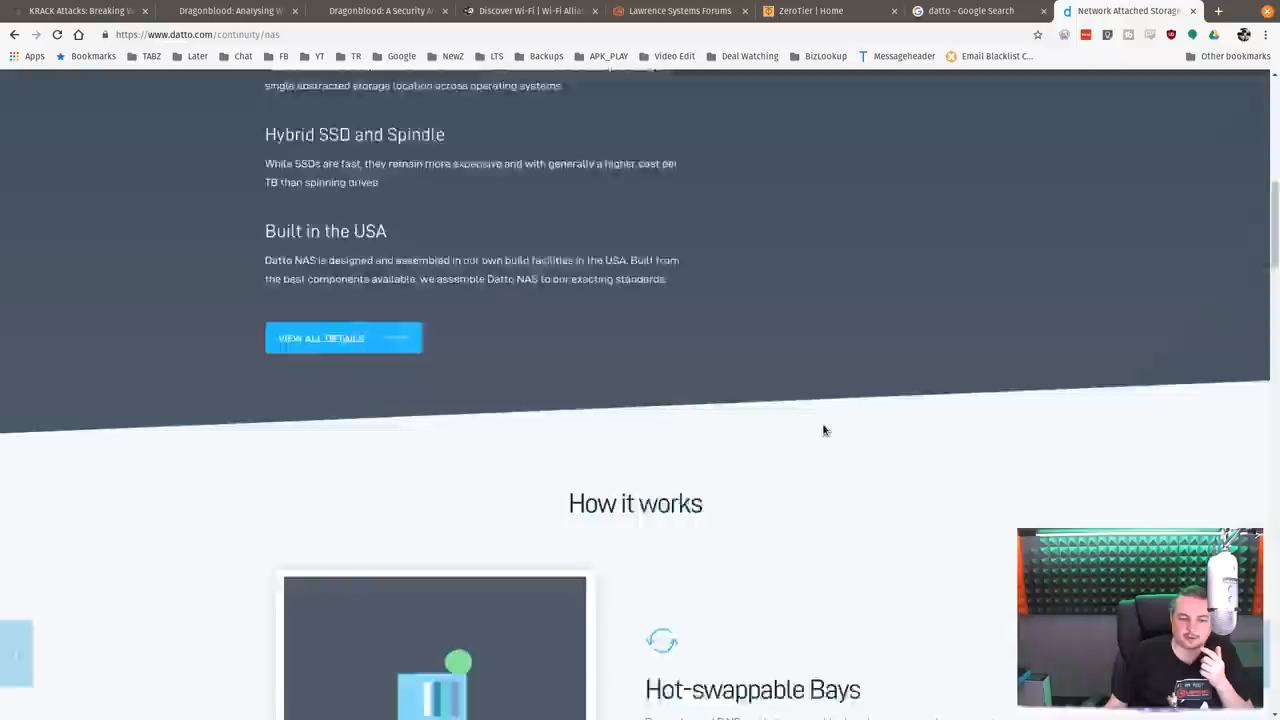 KRACK Attacks: Breaking W
Dragonblood: Analysing W
Dragonblood: A Security A
Discover Wi-Fi | Wi-Fi Allian
Lawrence Systems Forums
ZeroTier | Home
datto - Google Search
Network Attached Storage
https://www.datto.com/continuity/nas
Apps
Bookmarks
TABZ
Later
Chat
FB
YT
TR
Google
NewZ
LTS
Backups
APK_PLAY
Video Edit
Deal Watching
BizLookup
Messageheader
Email Blacklist C...
Other bookmarks
single abstracted storage location across operating systems.
Hybrid SSD and Spindle
While SSDs are fast, they remain more expensive and with generally a higher cost per
TB than spinning drives
Built in the USA
Datto NAS is designed and assembled in our own build facilities in the USA. Built from
the best components available, we assemble Datto NAS to our exacting standards.
VIEW ALL DETAILS
How it works
Hot-swappable Bays